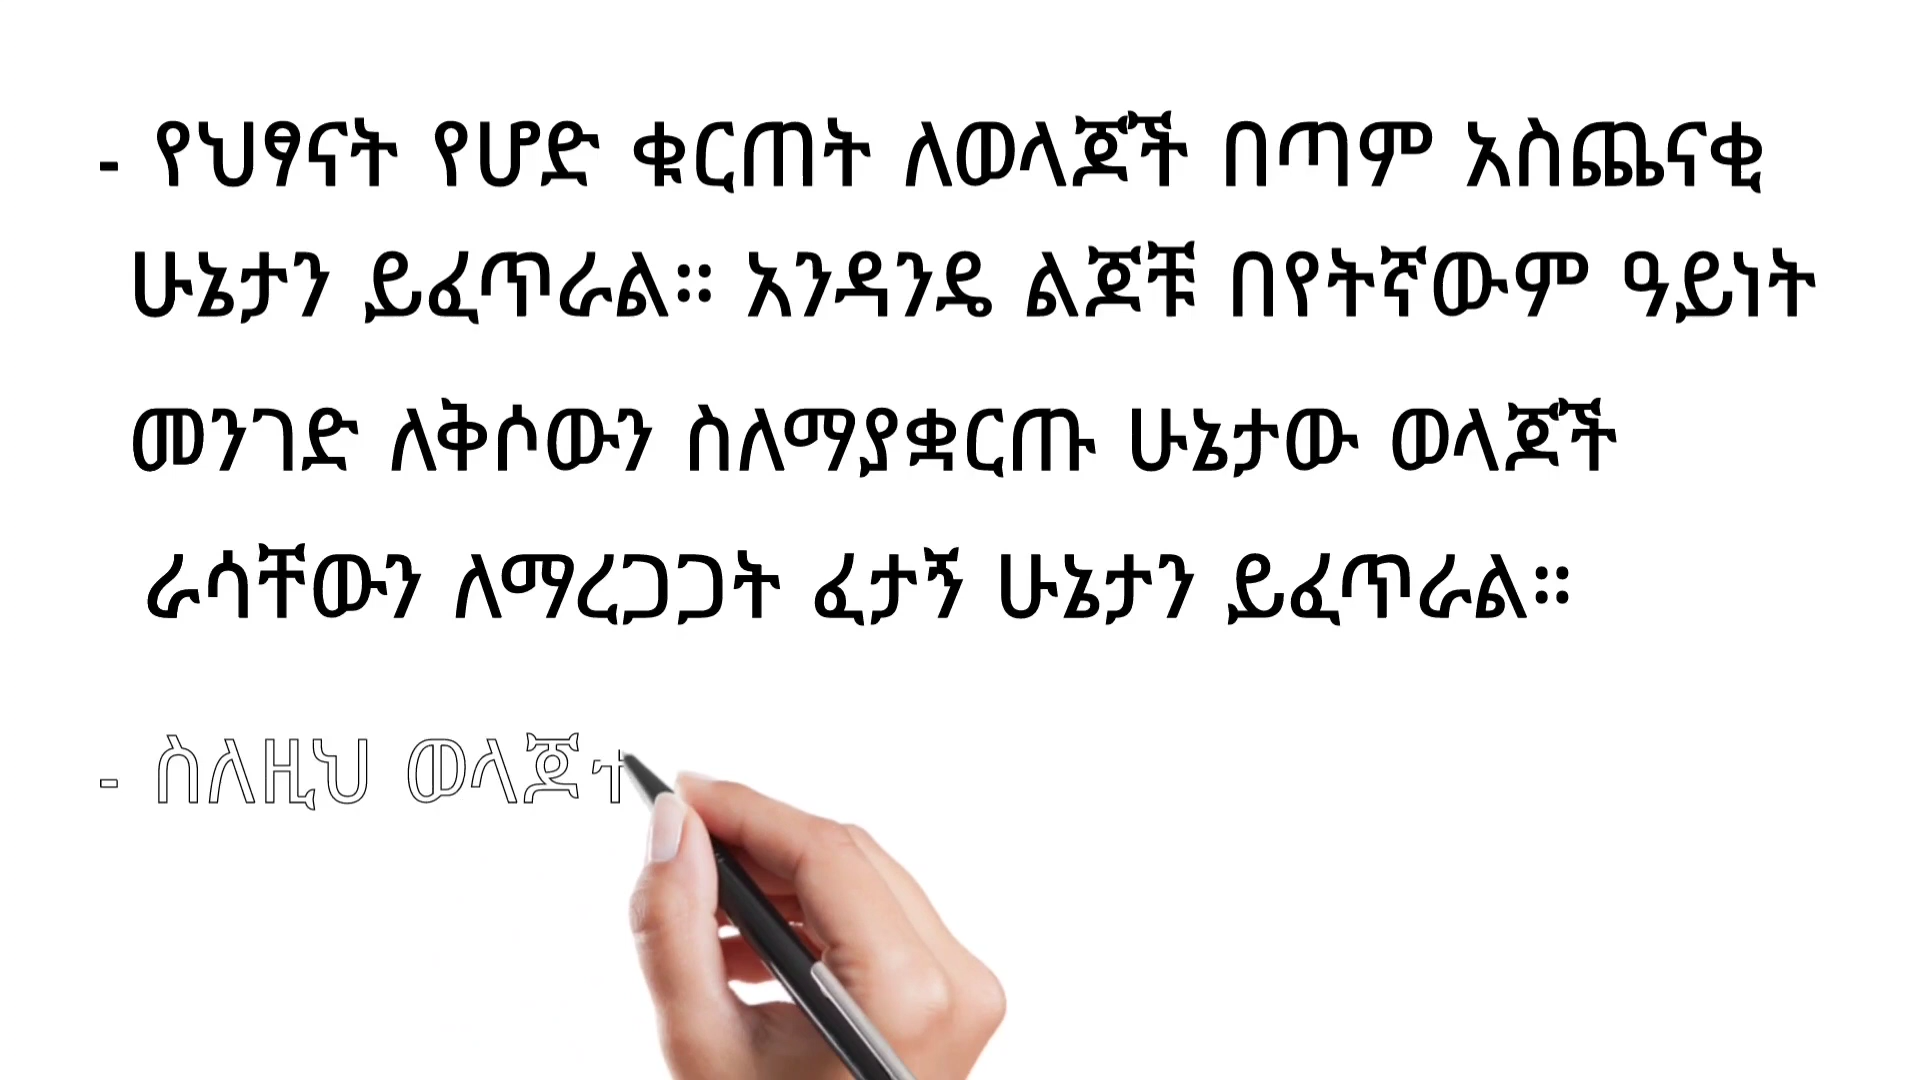 - የህፃናት የሆድ ቁርጠት ለወላጆች በጣም አስጨናቂ
ሁኔታን ይፈጥራል። አንዳንዴ ልጆቹ በየትኛውም ዓይነት
መንገድ ለቅሶውን ስለማያቋርጡ ሁኔታው ወላጆች
ራሳቸውን ለማረጋጋት ፈታኝ ሁኔታን ይፈጥራል።
- ስለዚህ